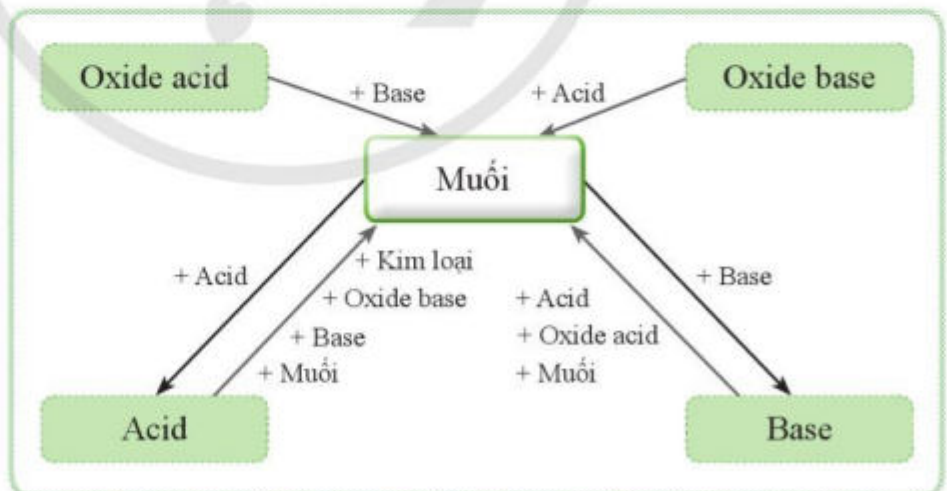 Oxide acid
Oxide base
+ Base
+ Acid
Muối
+ Acid
+ Kim loại
+ Oxide base
+ Base
+ Muối
+ Acid
+ Oxide acid
+ Muối
+ Base
Acid
Base